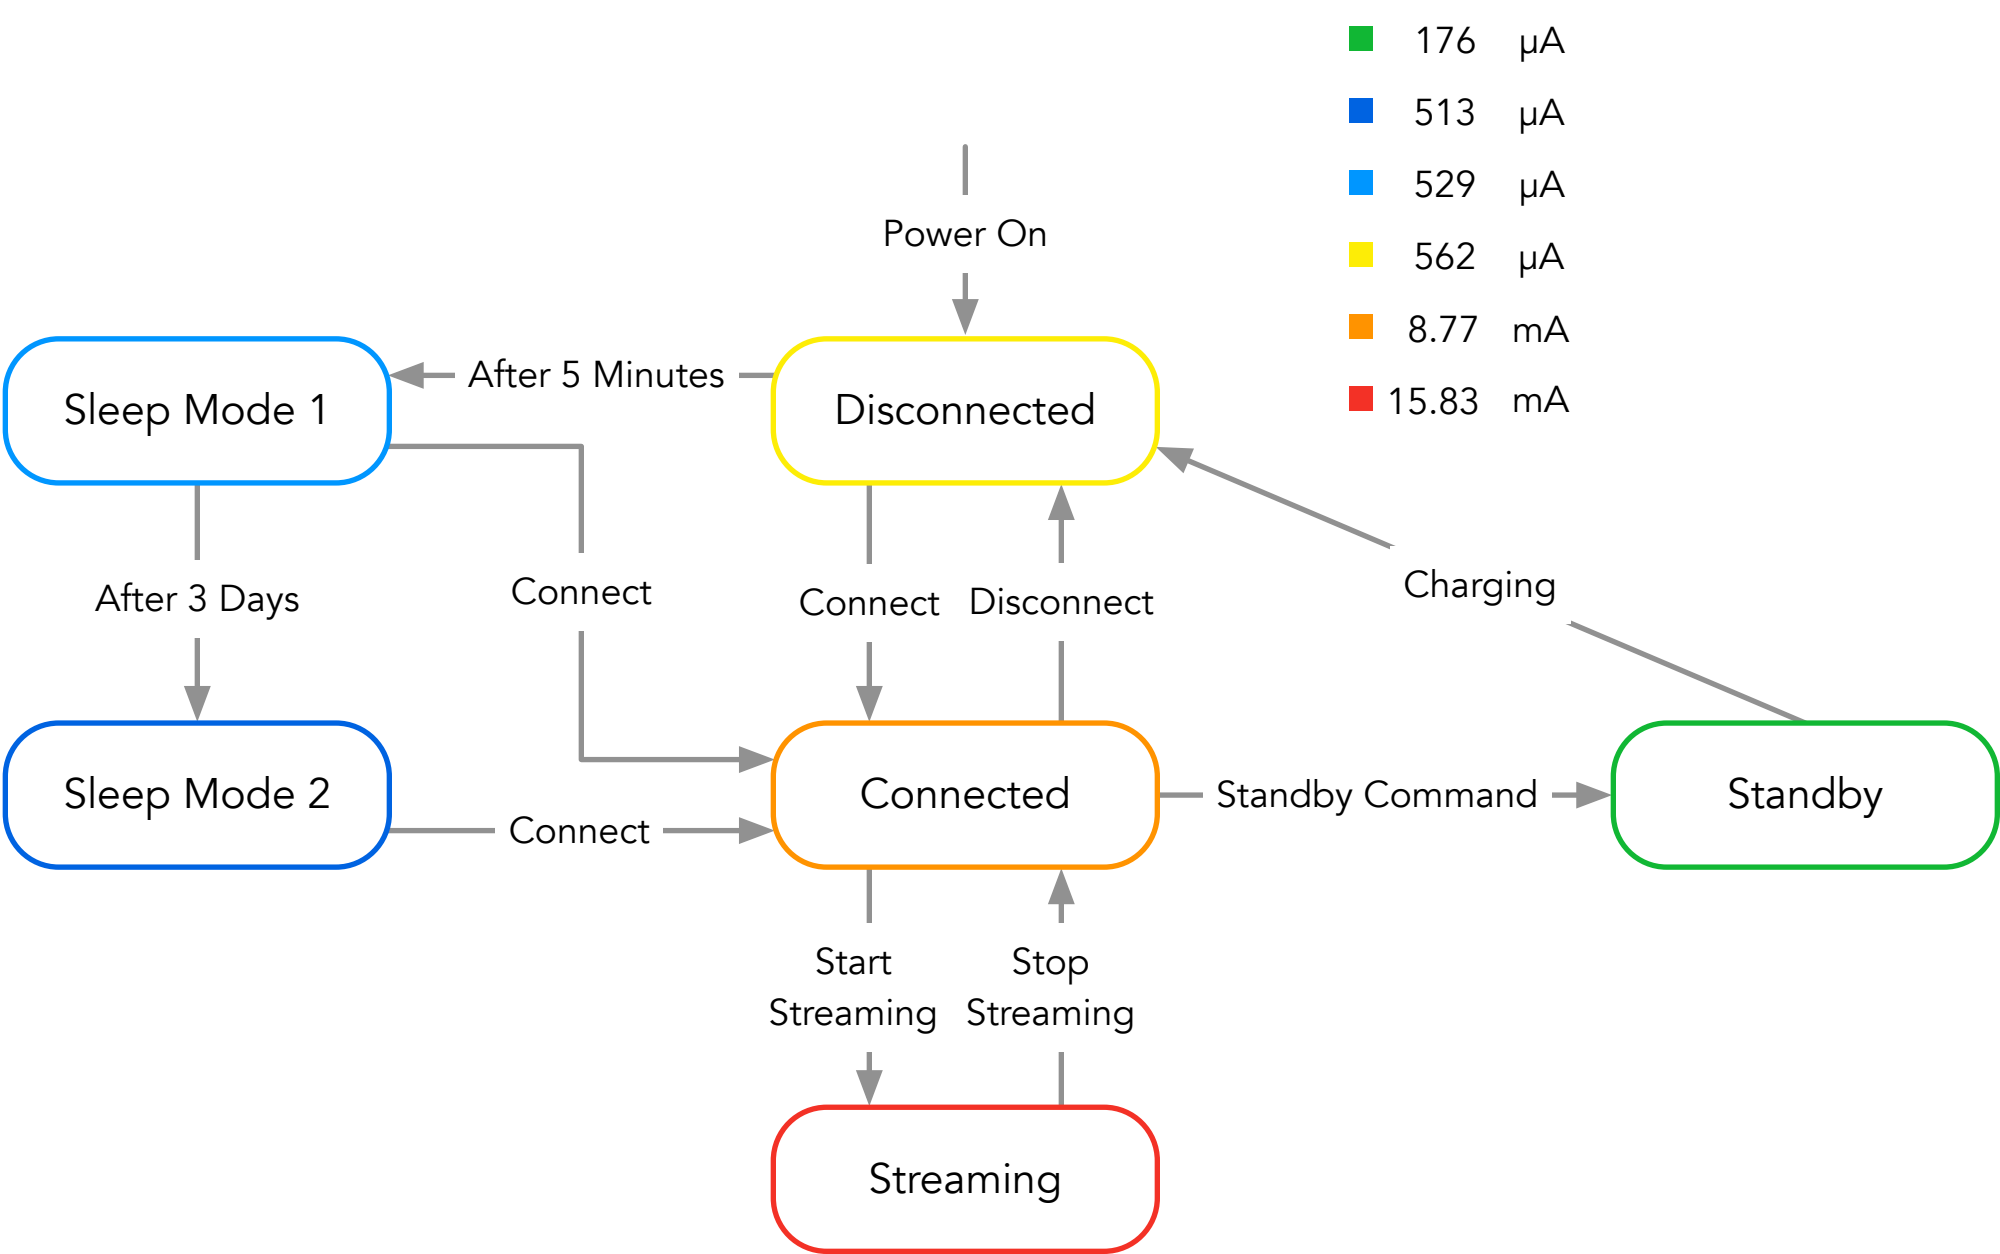 176 µA
513 µA
529 µA
562 µA
8.77 mA
15.83 mA
Power On
Sleep Mode 1
After 5 Minutes
Disconnected
After 3 Days
Connect
Connect
Disconnect
Charging
Sleep Mode 2
Connect
Connected
Standby Command
Standby
Start
Streaming
Stop
Streaming
Streaming